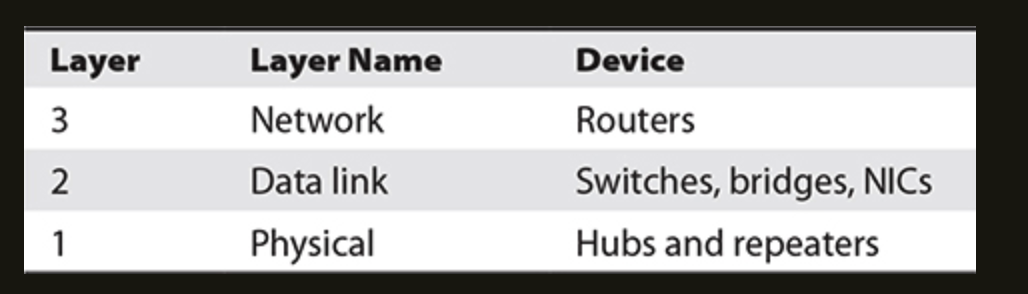 Layer Layer Name Device
3 Network Routers
2 Data link Switches, bridges, NICs
1 Physical Hubs and repeaters